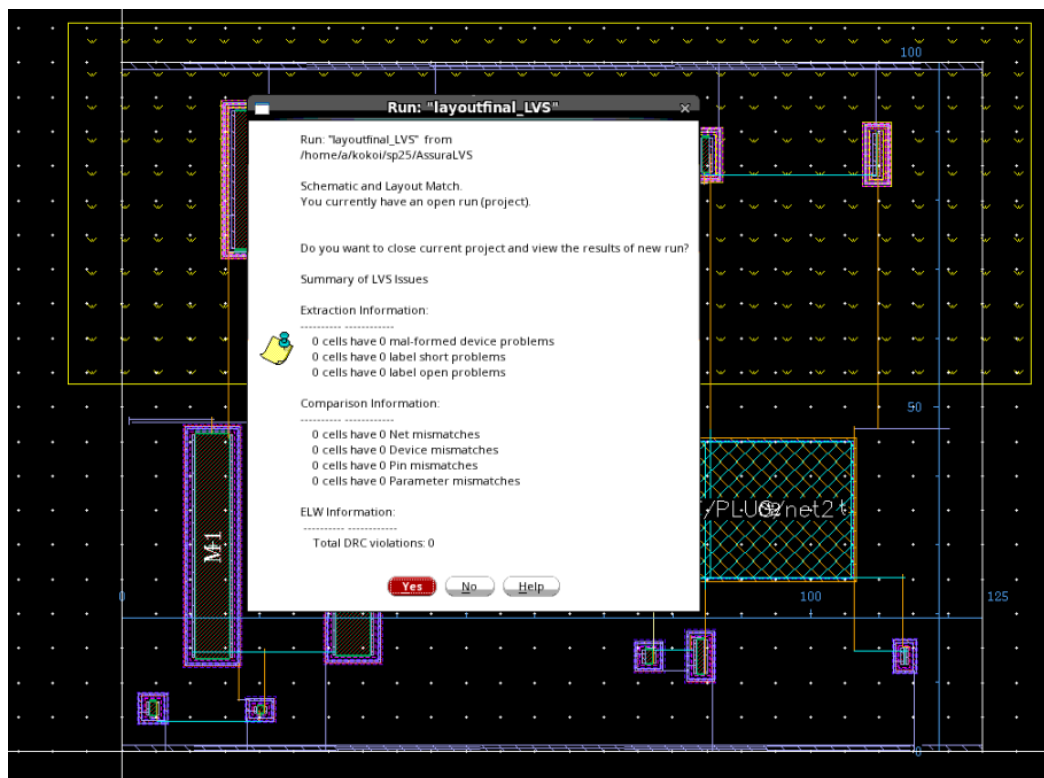 100
Run: "layoutfinal_LVS"
Run: "layoutfinal_LVS" from
/home/a/kokoi/sp25/AssuraLVS
Schematic and Layout Match.
You currently have an open run (project).
Do you want to close current project and view the results of new run?
Summary of LVS Issues
Extraction Information:
---------- ------------
0 cells have 0 mal-formed device problems
0 cells have 0 label short problems
0 cells have 0 label open problems
Comparison Information:
---------- ------------
0 cells have 0 Net mismatches
0 cells have 0 Device mismatches
0 cells have 0 Pin mismatches
0 cells have 0 Parameter mismatches
ELW Information:
---------- ------------
Total DRC violations: 0
Yes
No
Help
50
M1
0
100
125
0